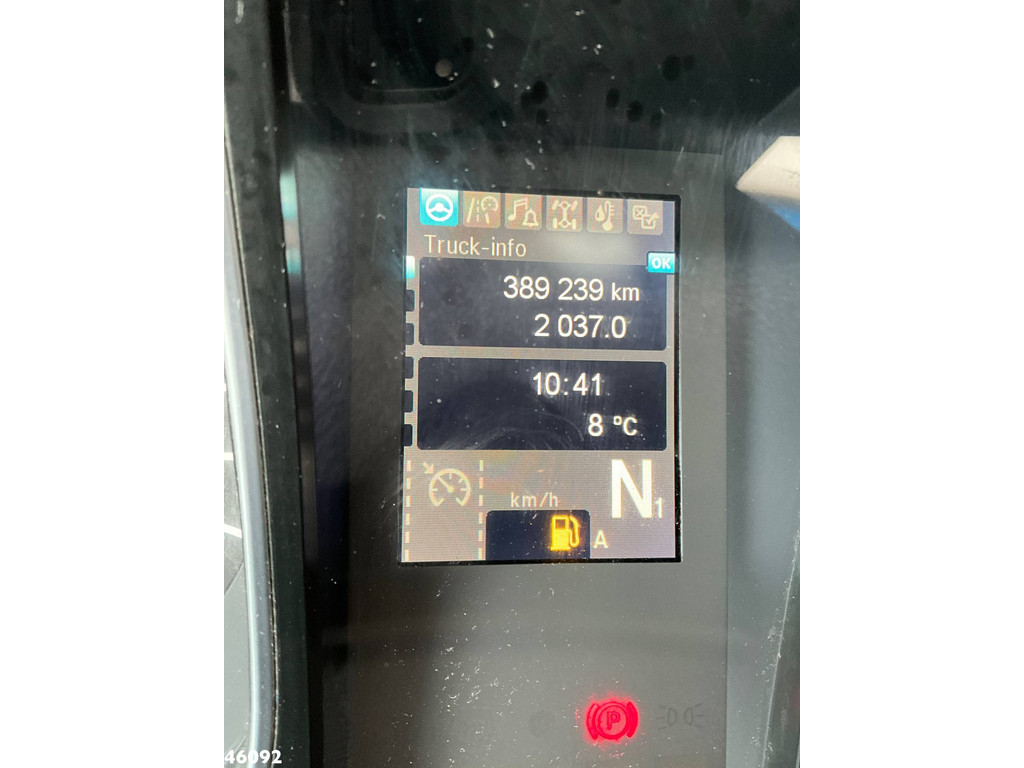 Truck-info
OK
389 239 km
2 037.0
10:41
8 °C
km/h
N1
A
P
46092